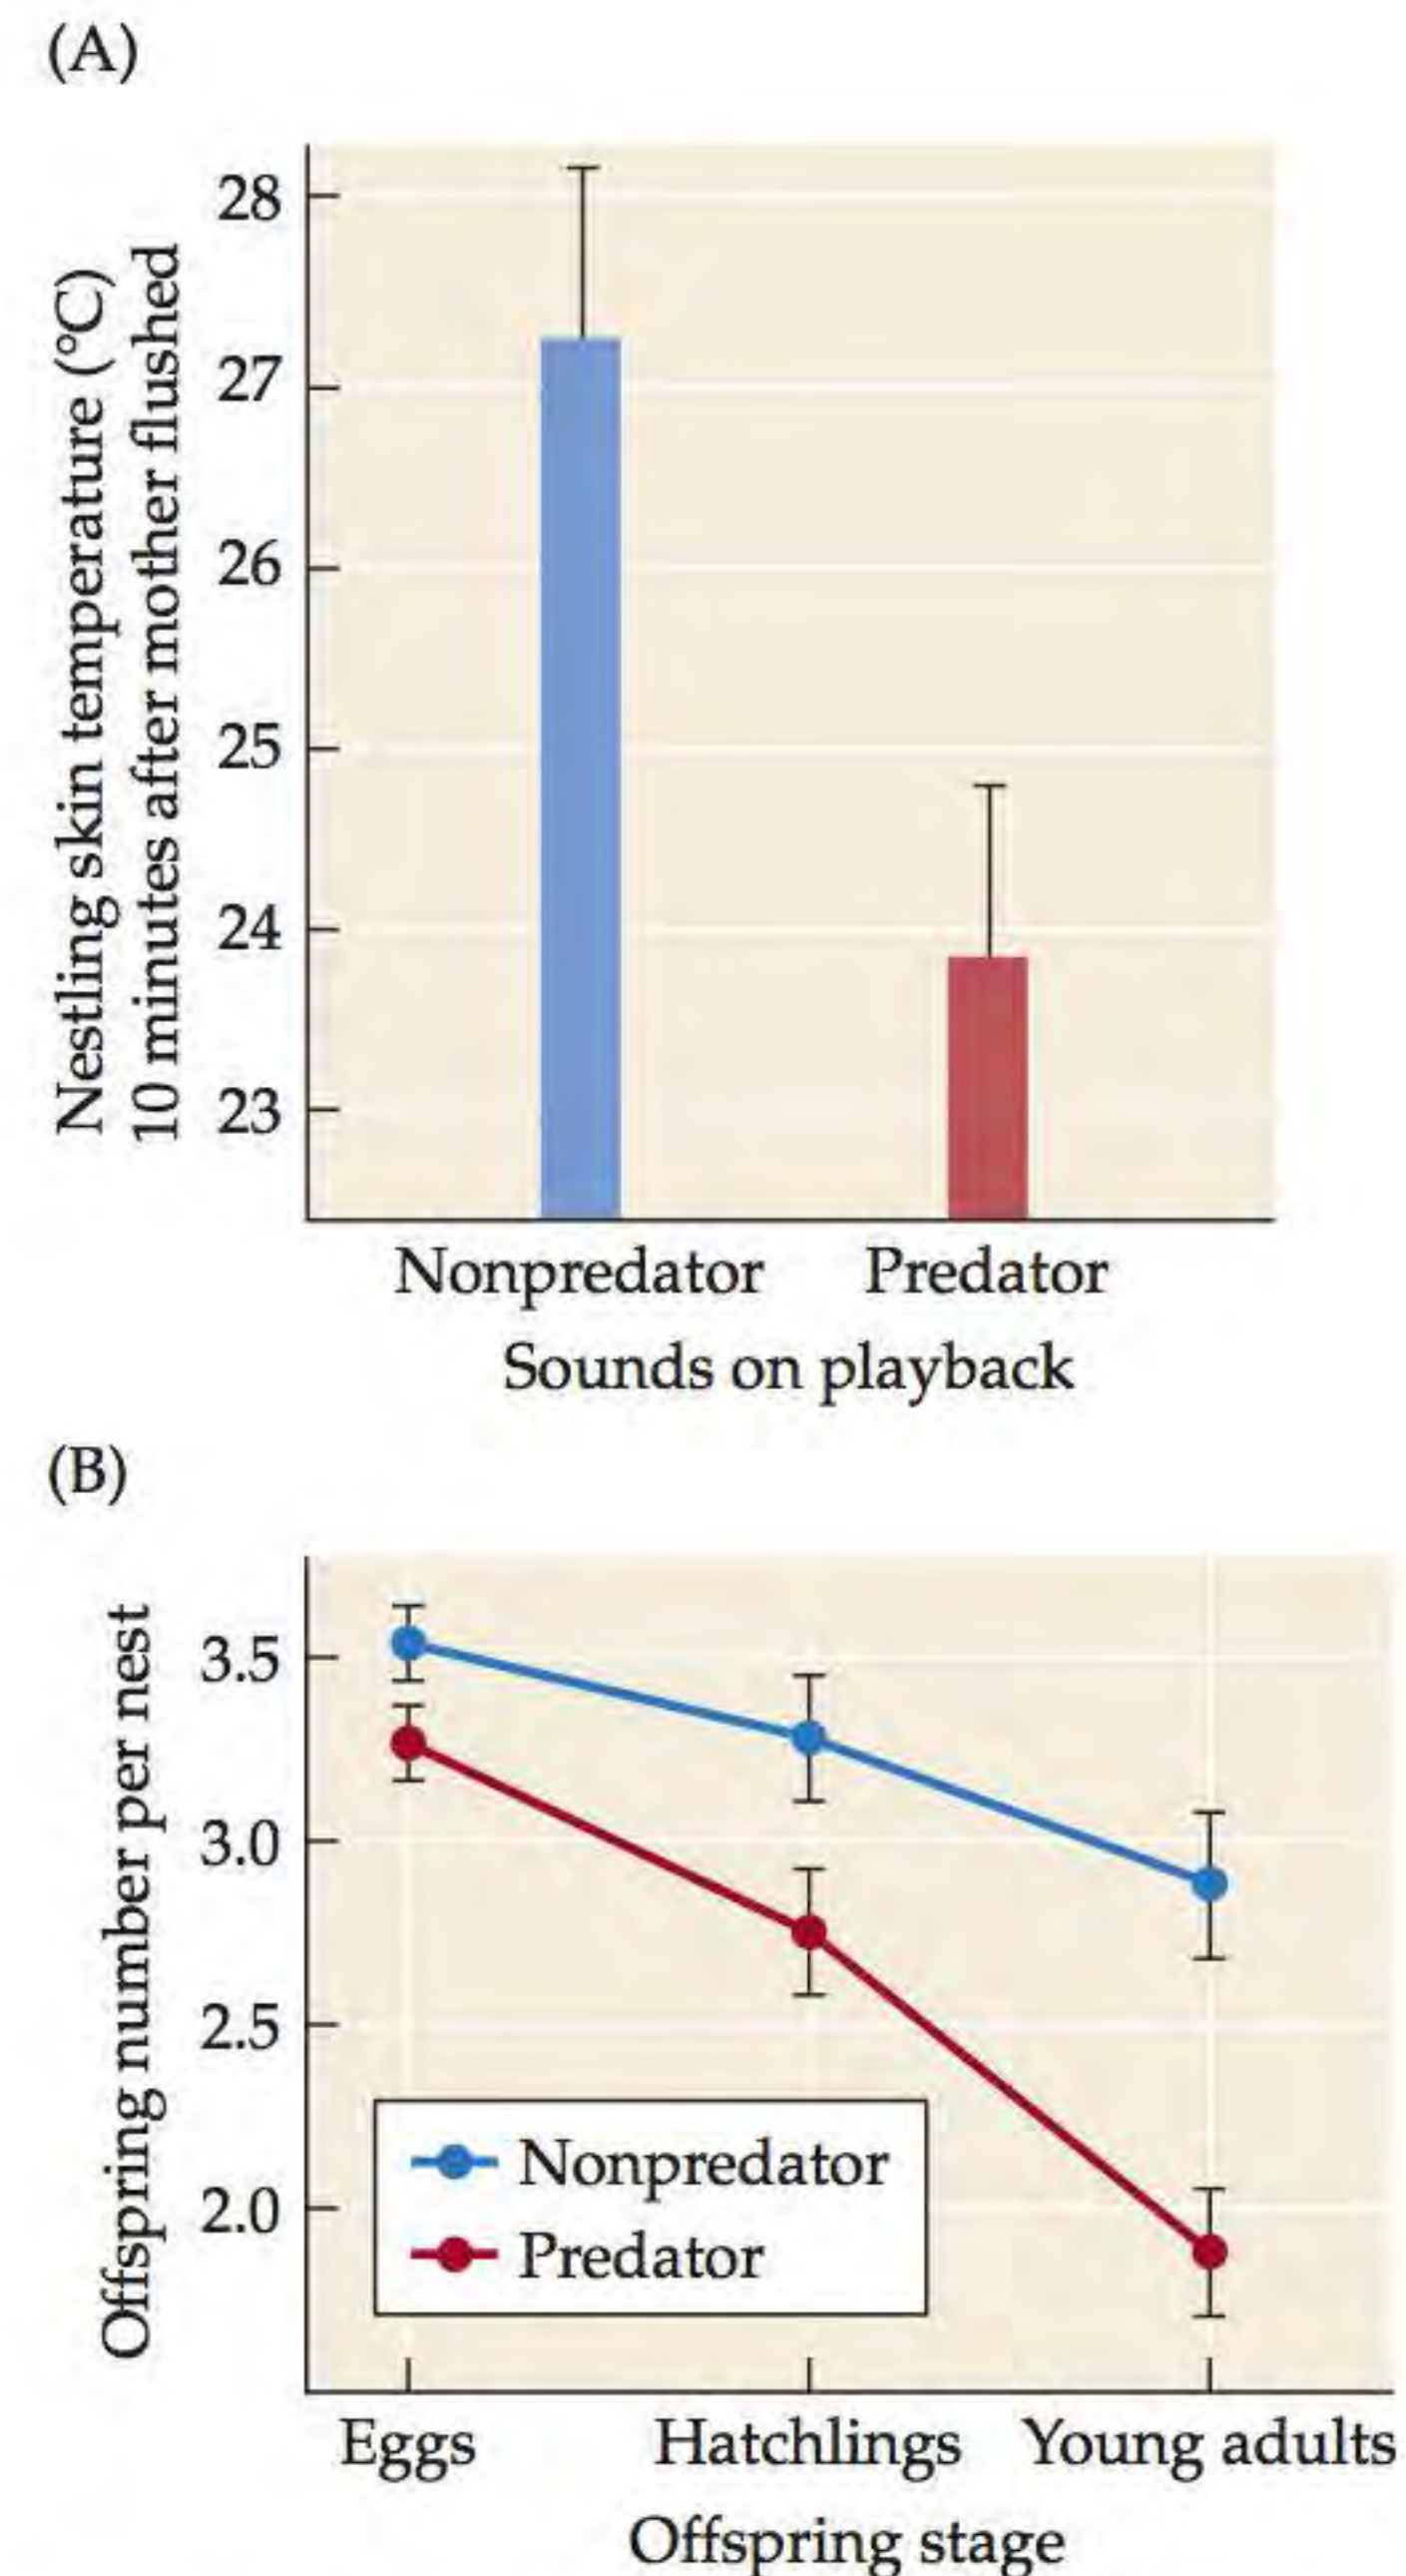 (A)
Nestling skin temperature (°C)
10 minutes after mother flushed
28
27
26
25
24
23
Nonpredator
Predator
Sounds on playback
(B)
Offspring number per nest
3.5
3.0
2.5
2.0
Nonpredator
Predator
Eggs
Hatchlings
Young adults
Offspring stage